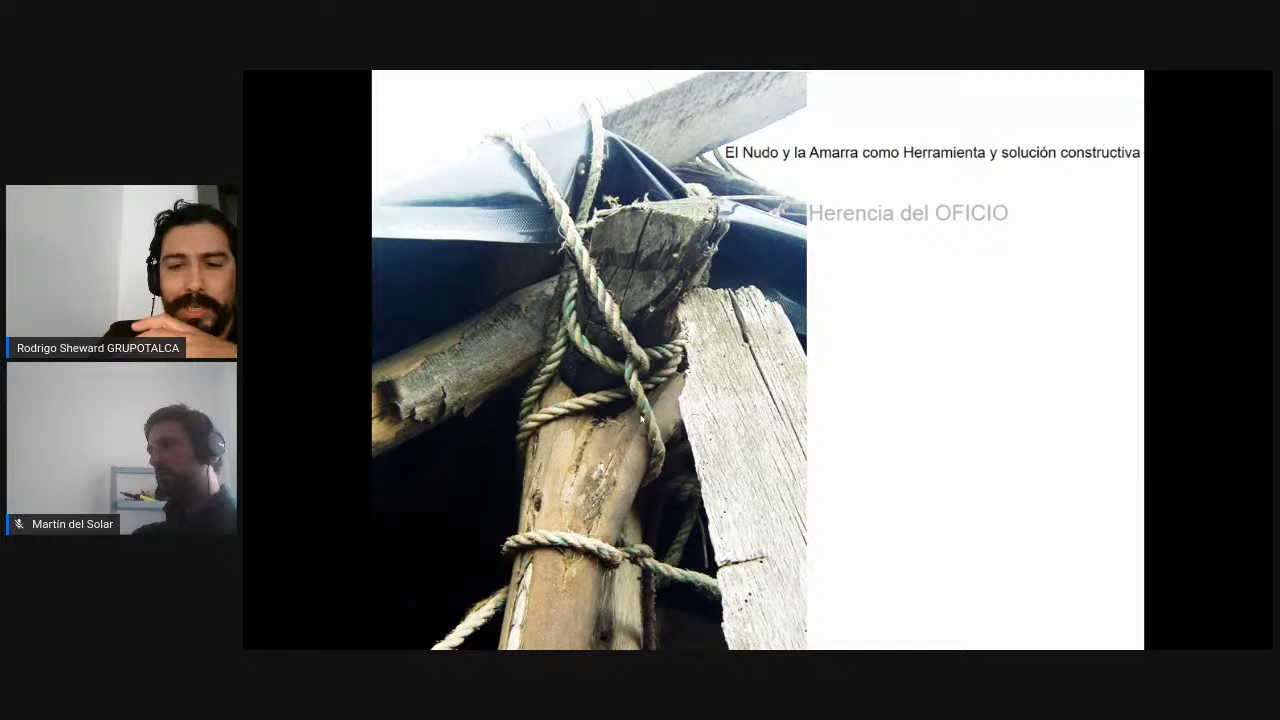 El Nudo y la Amarra como Herramienta y solución constructiva
Herencia del OFICIO
Rodrigo Sheward GRUPOTALCA
Martín del Solar